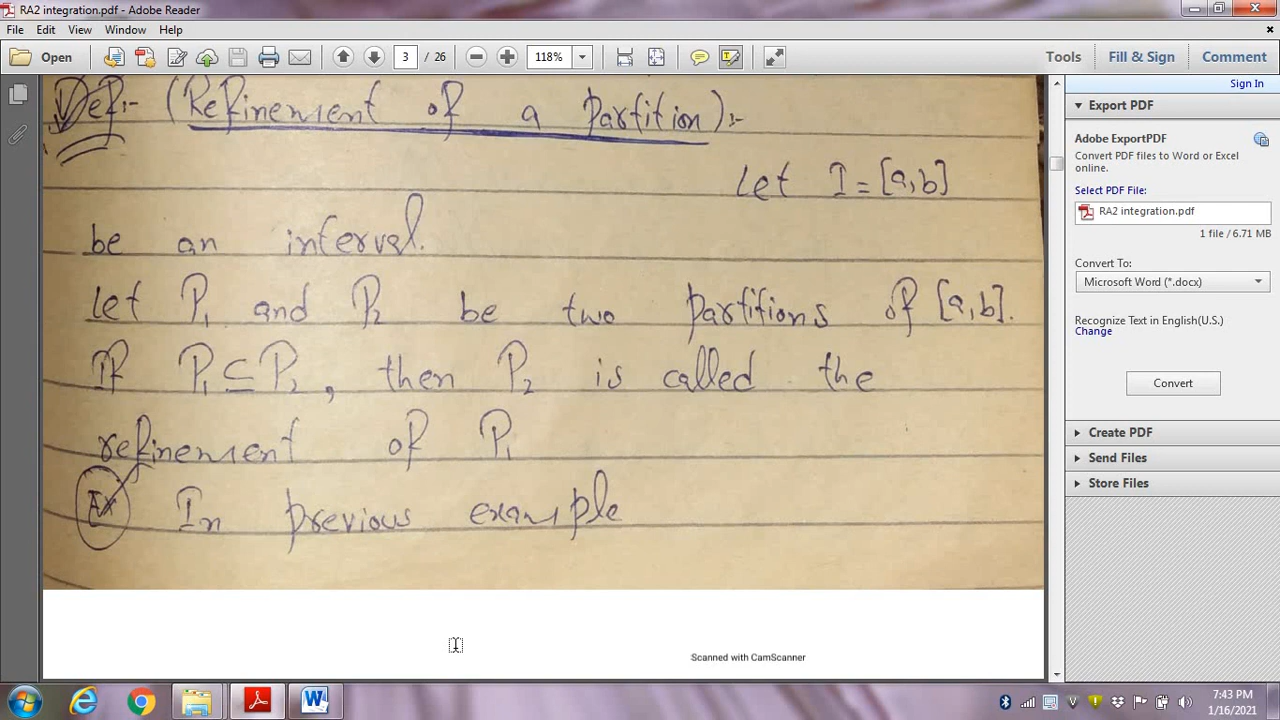 RA2 integration.pdf - Adobe Reader
File Edit View Window Help
Open 3 / 26 118% Tools Fill & Sign Comment
Def:- (Refinement of a Partition):-
Let I = [a,b]
be an interval.
Let P₁ and P₂ be two partitions of [a,b].
If P₁ ⊆ P₂, then P₂ is called the
refinement of P₁
Ex In previous example
Scanned with CamScanner
Sign In
Export PDF
Adobe ExportPDF
Convert PDF files to Word or Excel
online.
Select PDF File:
RA2 integration.pdf
1 file / 6.71 MB
Convert To:
Microsoft Word (*.docx)
Recognize Text in English(U.S.)
Change
Convert
Create PDF
Send Files
Store Files
7:43 PM
1/16/2021